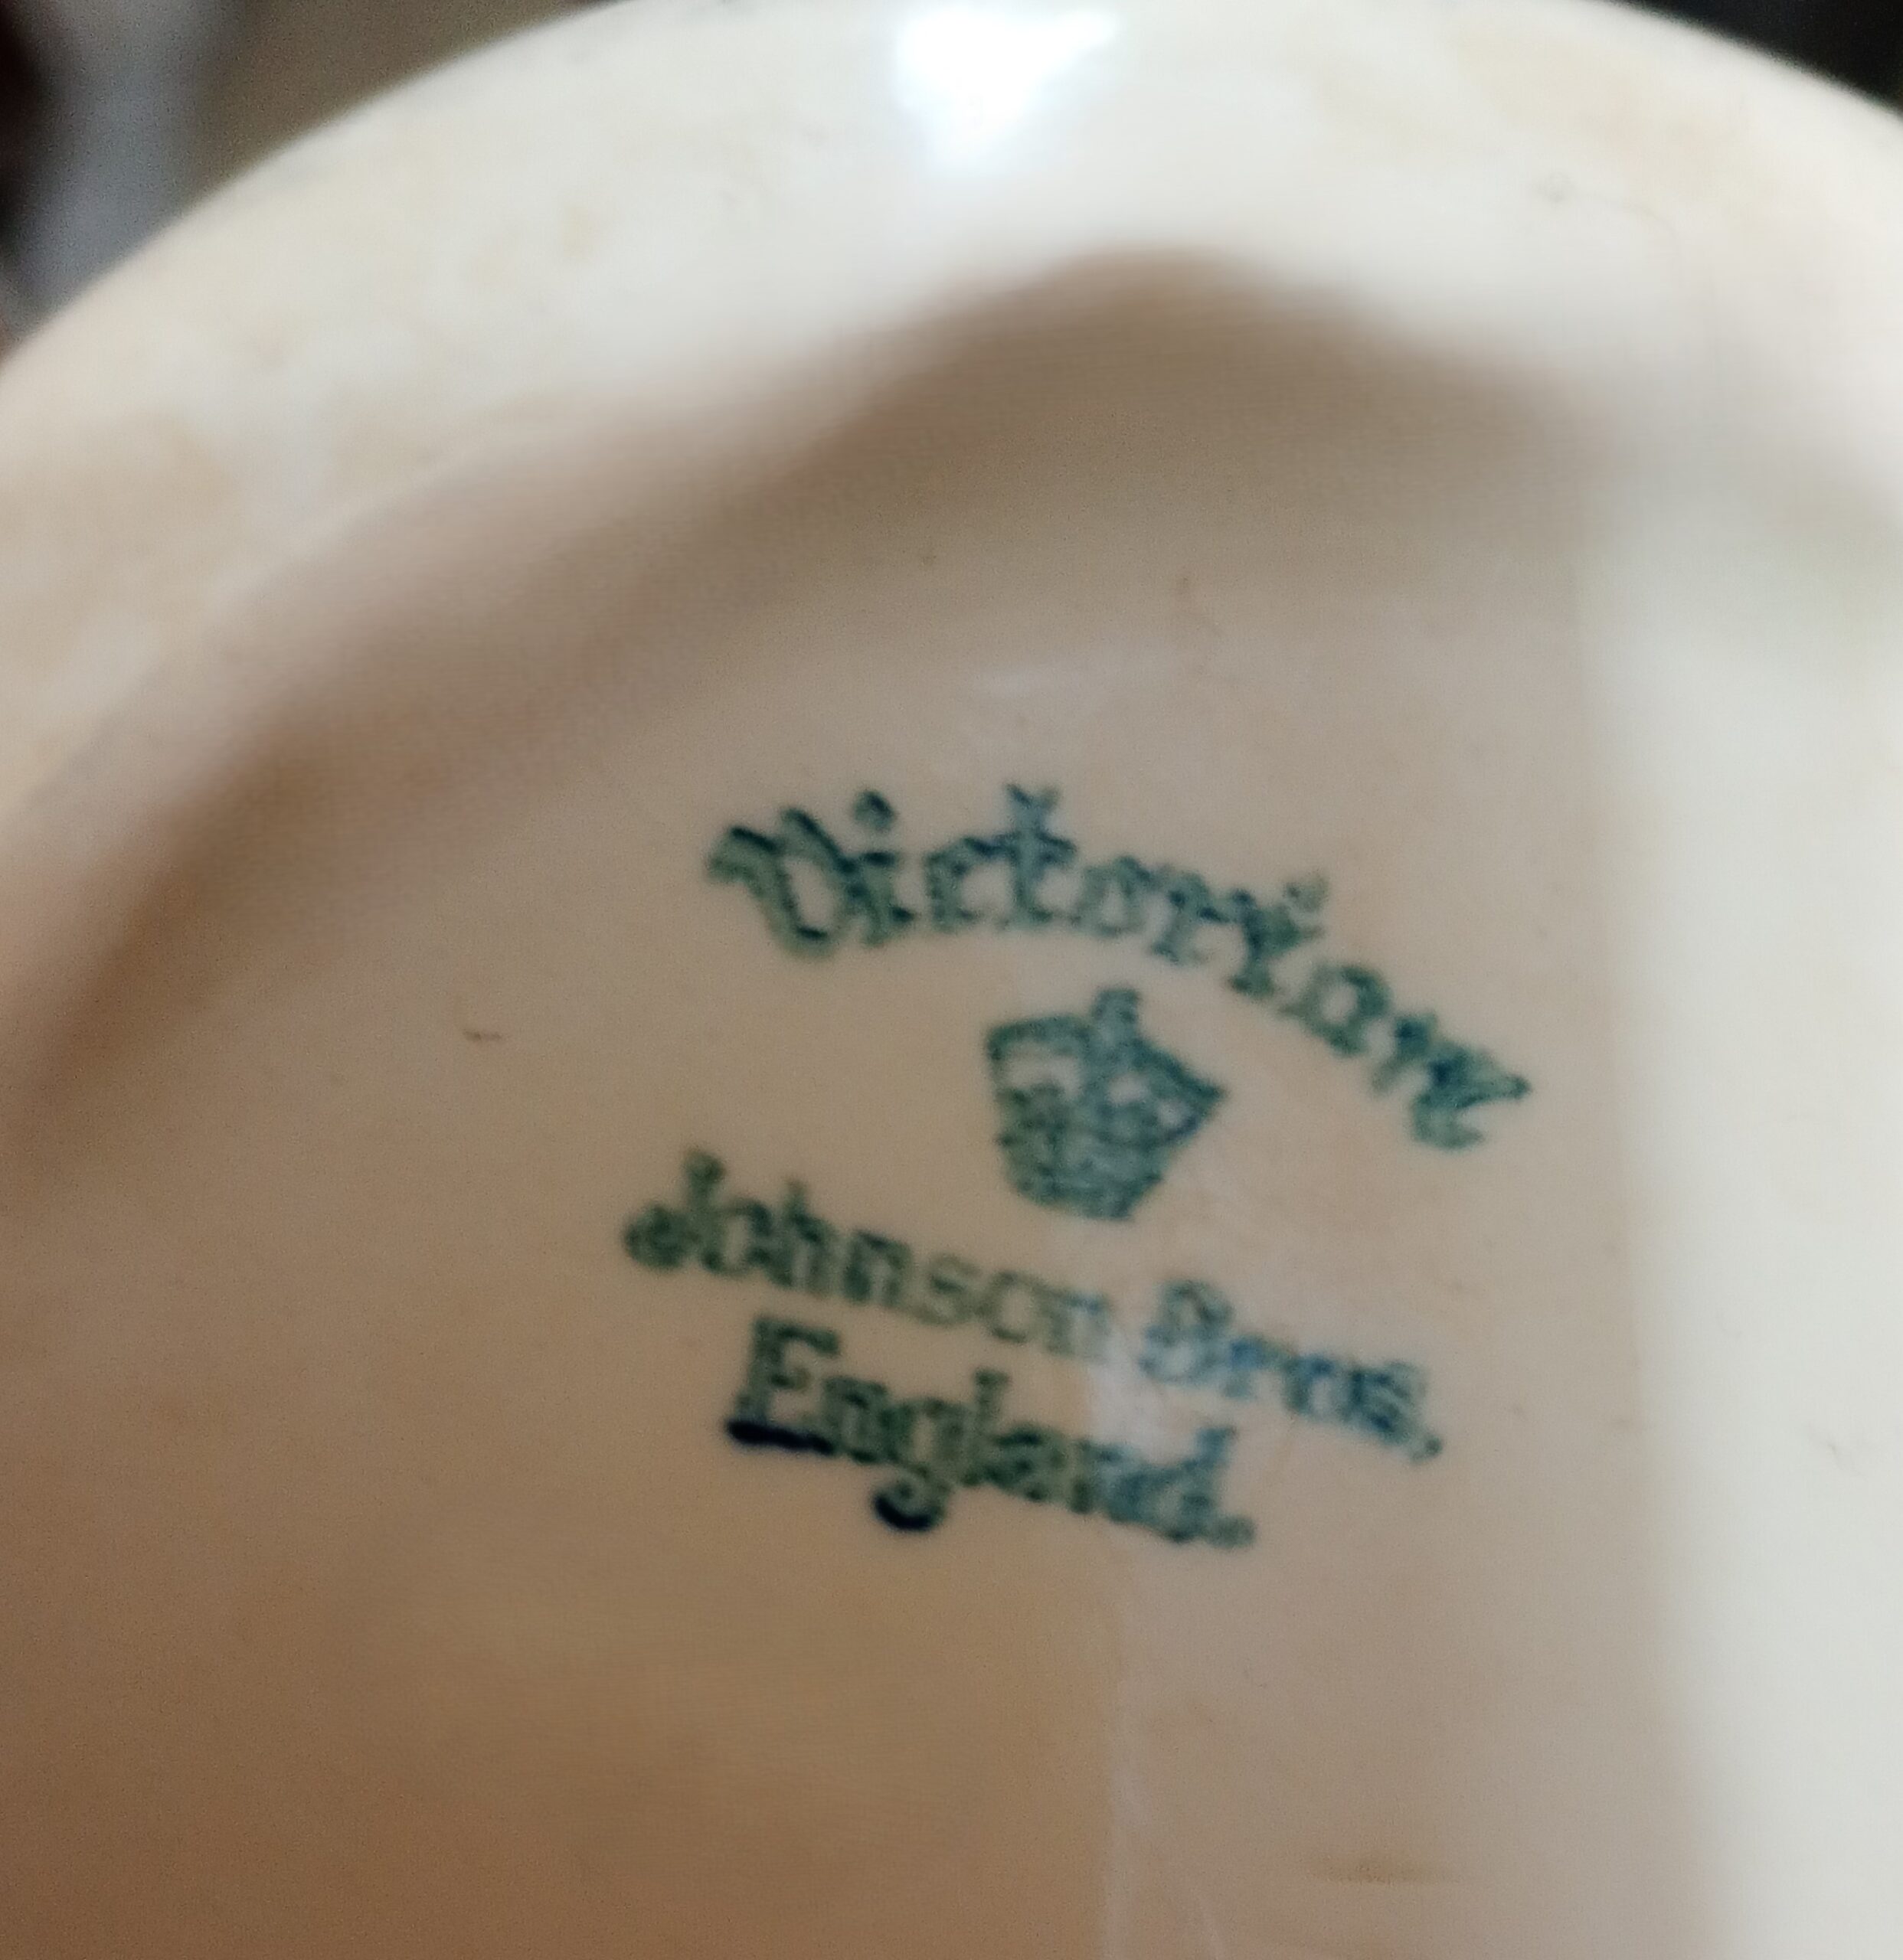 Victorian
Johnson Bros,
England.